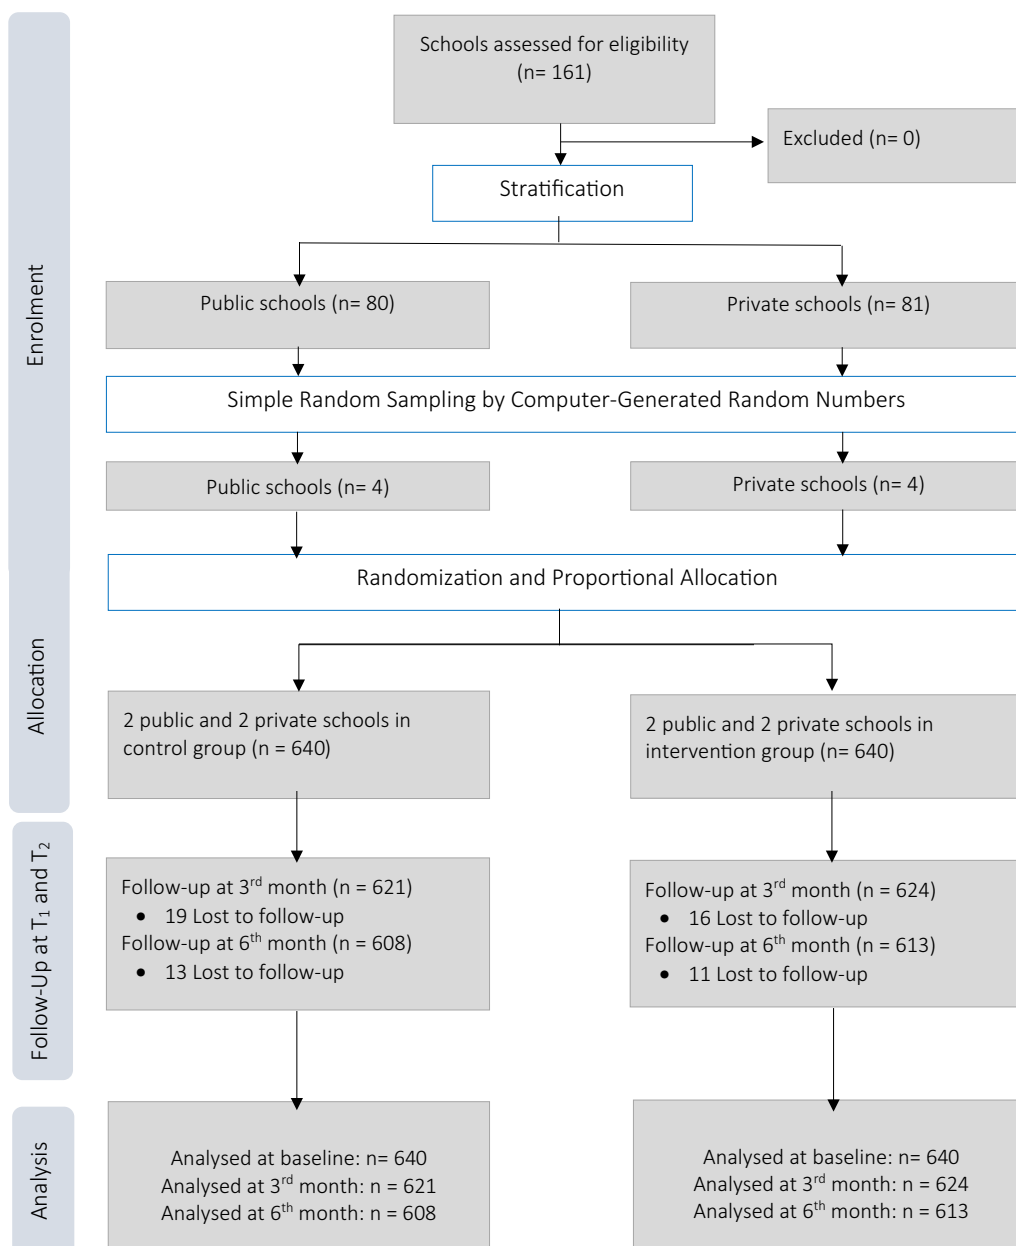 Schools assessed for eligibility
(n= 161)
Excluded (n= 0)
Stratification
Enrolment
Public schools (n= 80)
Private schools (n= 81)
Simple Random Sampling by Computer-Generated Random Numbers
Public schools (n= 4)
Private schools (n= 4)
Randomization and Proportional Allocation
Allocation
2 public and 2 private schools in
control group (n = 640)
2 public and 2 private schools in
intervention group (n = 640)
Follow-Up at T₁ and T₂
Follow-up at 3rd month (n = 621)
• 19 Lost to follow-up
Follow-up at 6th month (n = 608)
• 13 Lost to follow-up
Follow-up at 3rd month (n = 624)
• 16 Lost to follow-up
Follow-up at 6th month (n = 613)
• 11 Lost to follow-up
Analysis
Analysed at baseline: n= 640
Analysed at 3rd month: n = 621
Analysed at 6th month: n = 608
Analysed at baseline: n= 640
Analysed at 3rd month: n = 624
Analysed at 6th month: n = 613